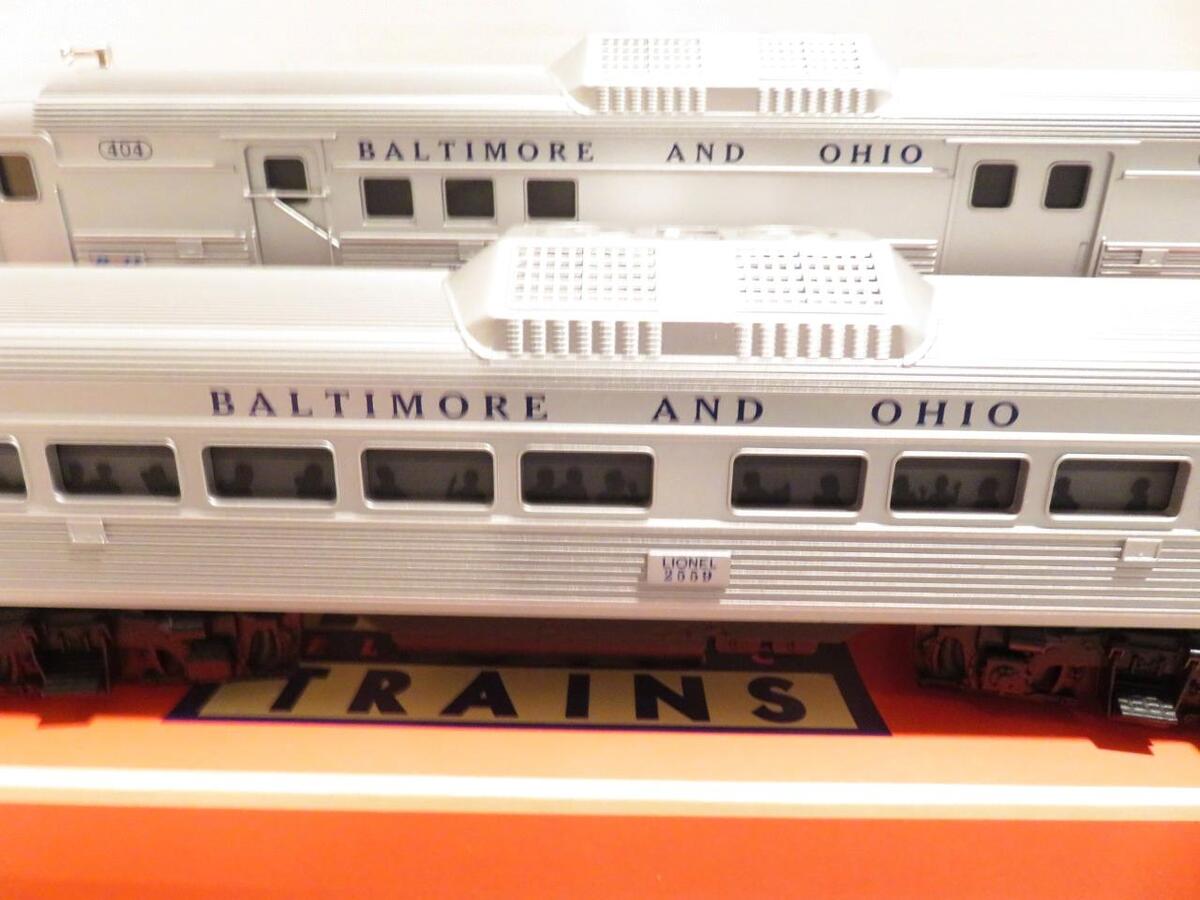 404
BALTIMORE AND OHIO
BALTIMORE AND OHIO
LIONEL
2559
TRAINS